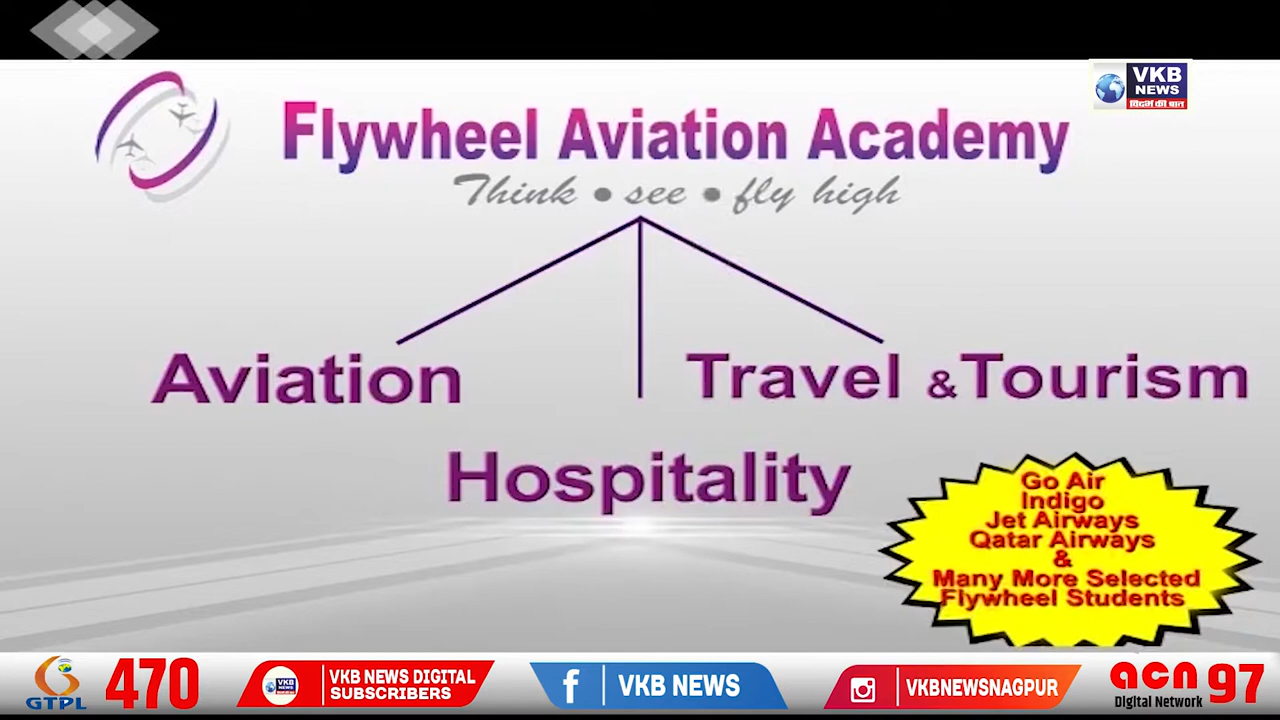 VKB
NEWS
विदर्भ की बात
Flywheel Aviation Academy
Think • see • fly high
Aviation
Travel & Tourism
Hospitality
Go Air
Indigo
Jet Airways
Qatar Airways
&
Many More Selected
Flywheel Students
GTPL
470
VKB NEWS DIGITAL
SUBSCRIBERS
f
VKB NEWS
VKBNEWSNAGPUR
acn 97
Digital Network